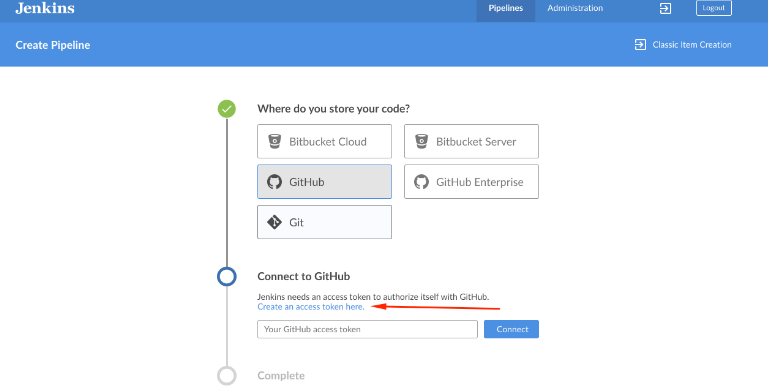 Jenkins
Pipelines
Administration
Logout
Create Pipeline
Classic Item Creation
Where do you store your code?
Bitbucket Cloud
Bitbucket Server
GitHub
GitHub Enterprise
Git
Connect to GitHub
Jenkins needs an access token to authorize itself with GitHub.
Create an access token here.
Your GitHub access token
Connect
Complete